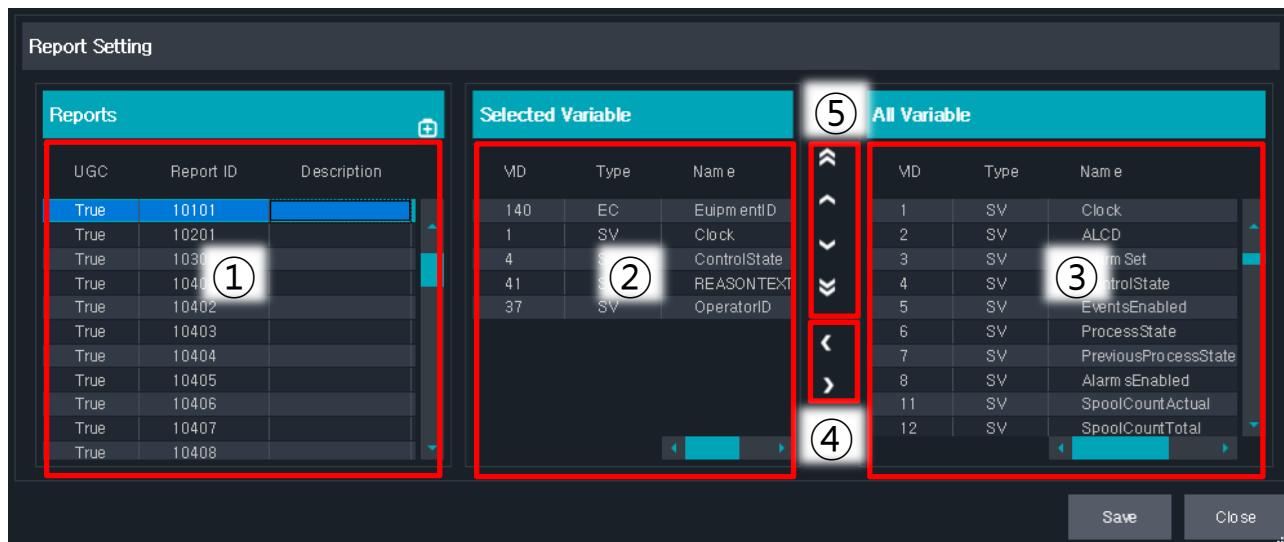 Report Setting
Reports
UGC Report ID Description
True 10101
True 10201
True
True
True 10402
True 10403
True 10404
True 10405
True 10406
True 10407
True 10408
①
Selected Variable
VID Type Name
140 EC EuipmentID
1 SV Clock
4 ControlState
41 REASONTEXT
37 SV OperatorID
②
⑤
④
All Variable
VID Type Name
1 SV Clock
2 SV ALCD
3 SV Set
4 SV
5 SV EventsEnabled
6 SV ProcessState
7 SV PreviousProcessState
8 SV AlarmsEnabled
11 SV SpoolCountActual
12 SV SpoolCountTotal
③
Save Close